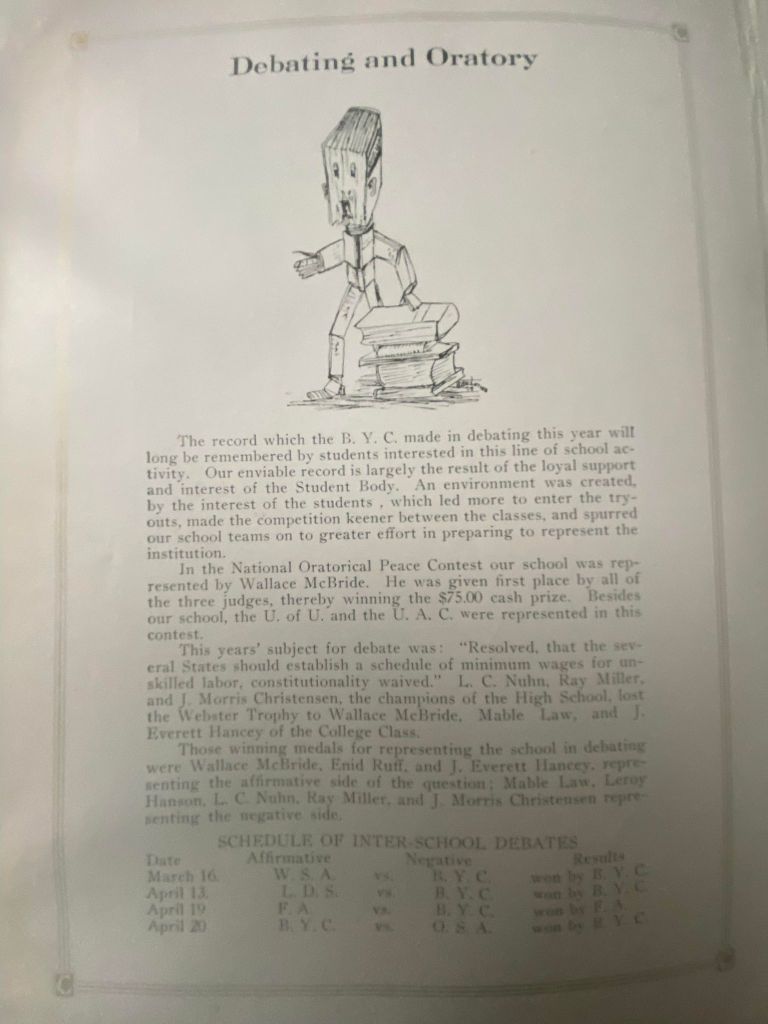 Debating and Oratory
The record which the B. Y. C. made in debating this year will
long be remembered by students interested in this line of school ac-
tivity. Our enviable record is largely the result of the loyal support
and interest of the Student Body. An environment was created,
by the interest of the students , which led more to enter the try-
outs, made the competition keener between the classes, and spurred
our school teams on to greater effort in preparing to represent the
institution.
In the National Oratorical Peace Contest our school was rep-
resented by Wallace McBride. He was given first place by all of
the three judges, thereby winning the $75.00 cash prize. Besides
our school, the U. of U. and the U. A. C. were represented in this
contest.
This years' subject for debate was: "Resolved, that the sev-
eral States should establish a schedule of minimum wages for un-
skilled labor, constitutionality waived." L. C. Nuhn, Ray Miller,
and J. Morris Christensen, the champions of the High School, lost
the Webster Trophy to Wallace McBride, Mable Law, and J.
Everett Hancey of the College Class.
Those winning medals for representing the school in debating
were Wallace McBride, Enid Ruff, and J. Everett Hancey, repre-
senting the affirmative side of the question; Mable Law, Leroy
Hanson, L. C. Nuhn, Ray Miller, and J. Morris Christensen repre-
senting the negative side.
SCHEDULE OF INTER-SCHOOL DEBATES
Date Affirmative Negative Results
March 16. W. S. A. vs. B. Y. C. won by B. Y. C.
April 13. L. D. S. vs. B. Y. C. won by B. Y. C.
April 19 F. A. vs. B. Y. C. won by F. A.
April 20 B. Y. C. vs. O. S. A. won by B. Y. C.
C